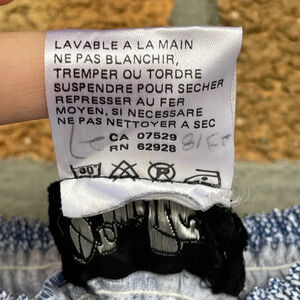 LAVABLE A LA MAIN
NE PAS BLANCHIR,
TREMPER OU TORDRE
SUSPENDRE POUR SECHER
REPRESSER AU FER
MOYEN, SI NECESSAIRE
NE PAS NETTOYER A SEC
CA 07529
RN 62928